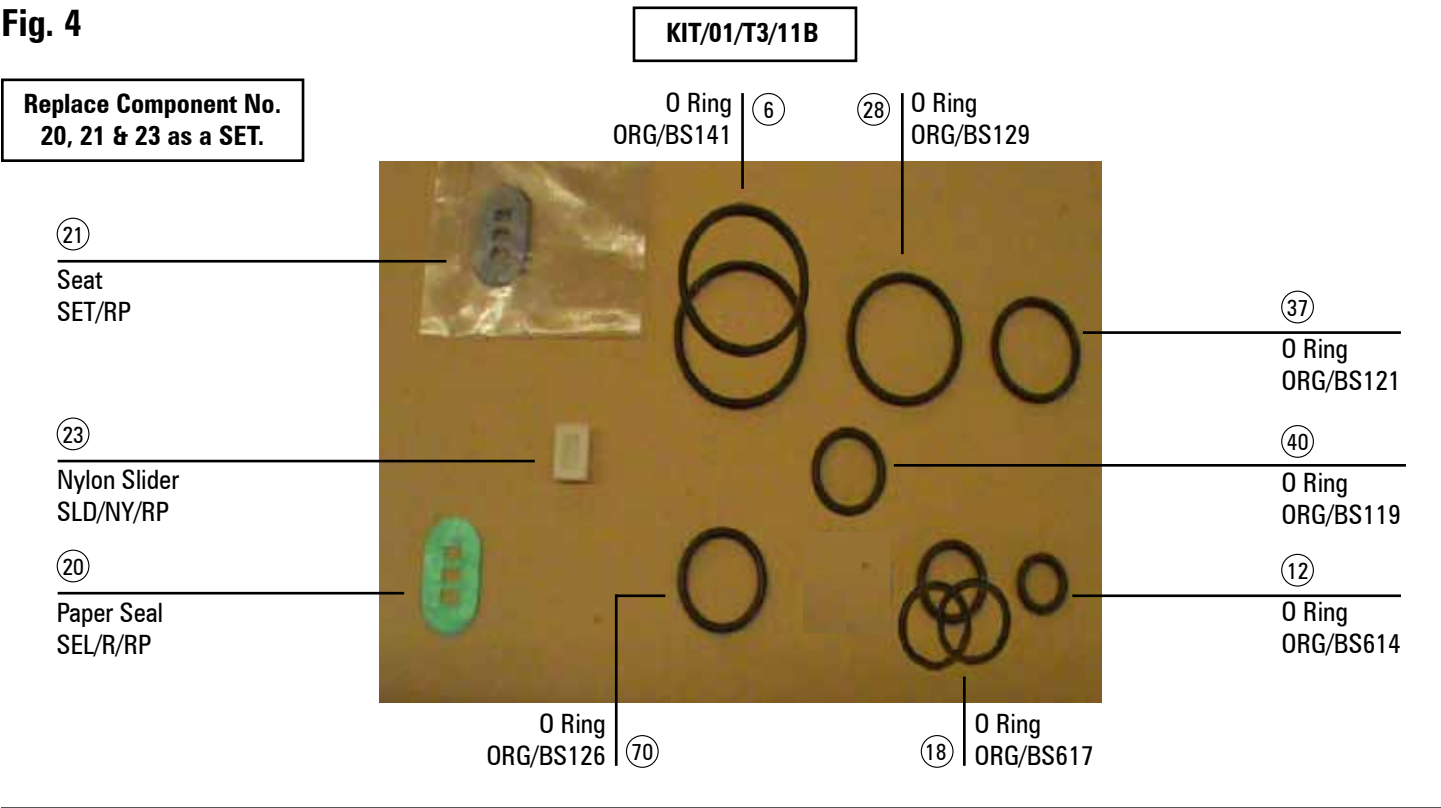 Fig. 4
KIT/01/T3/11B
Replace Component No.
20, 21 & 23 as a SET.
O Ring
ORG/BS141
6
28
O Ring
ORG/BS129
21
Seat
SET/RP
37
O Ring
ORG/BS121
23
Nylon Slider
SLD/NY/RP
40
O Ring
ORG/BS119
20
Paper Seal
SEL/R/RP
12
O Ring
ORG/BS614
O Ring
ORG/BS126
70
18
O Ring
ORG/BS617